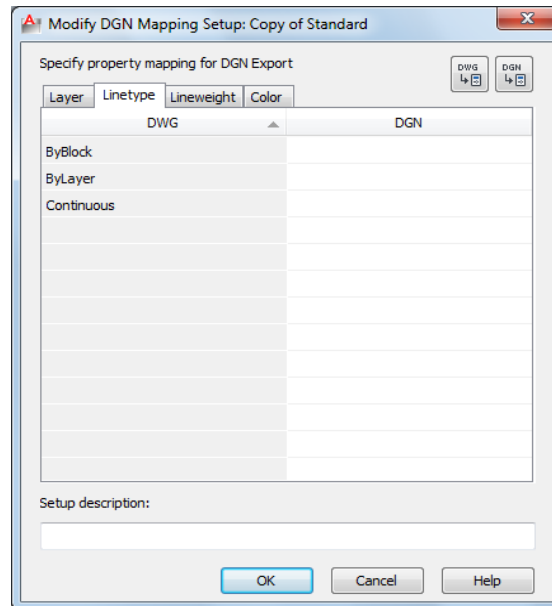 Modify DGN Mapping Setup: Copy of Standard
Specify property mapping for DGN Export
DWG DGN
Layer Linetype Lineweight Color
DWG DGN
ByBlock
ByLayer
Continuous
Setup description:
OK Cancel Help